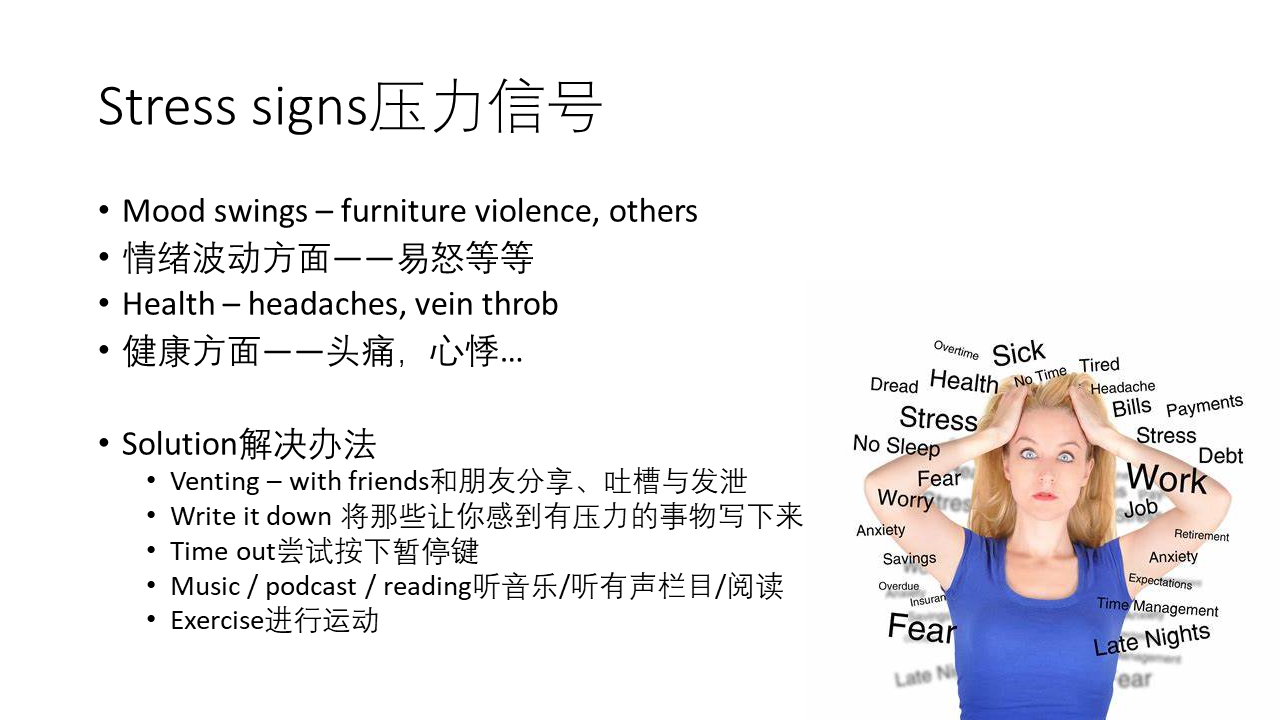 Stress signs压力信号
• Mood swings – furniture violence, others
• 情绪波动方面——易怒等等
• Health – headaches, vein throb
• 健康方面——头痛，心悸…
• Solution解决办法
• Venting – with friends和朋友分享、吐槽与发泄
• Write it down 将那些让你感到有压力的事物写下来
• Time out尝试按下暂停键
• Music / podcast / reading听音乐/听有声栏目/阅读
• Exercise进行运动
Overtime
Sick
No Time
Tired
Dread
Health
Headache
Bills
Payments
Stress
Stress
No Sleep
Debt
Fear
Work
Worry
Job
Anxiety
Retirement
Savings
Anxiety
Overdue
Expectations
Insuran
Time Management
Fear
Late Nights
Late Ni
ear